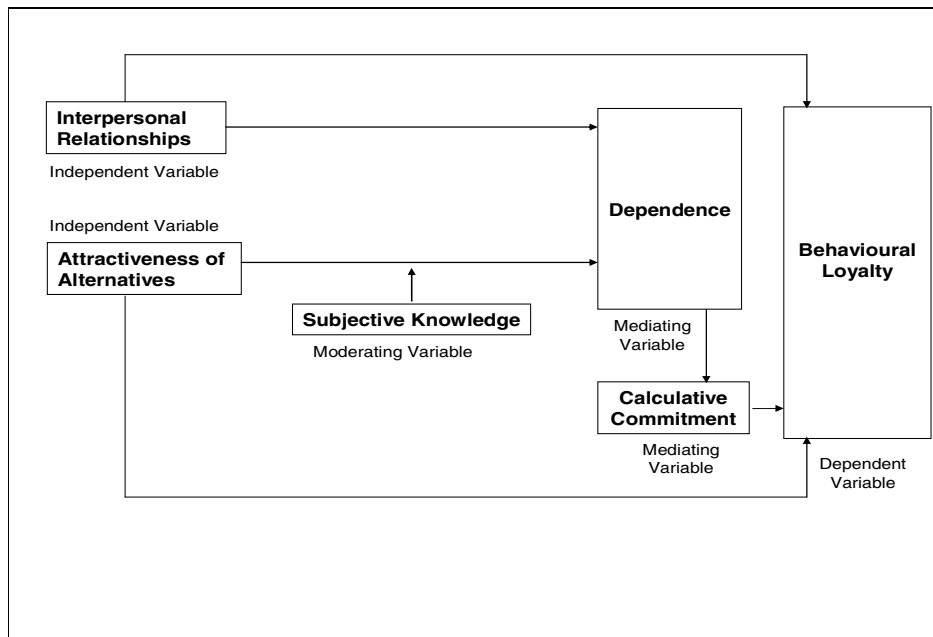 Interpersonal
Relationships
Independent Variable
Independent Variable
Attractiveness of
Alternatives
Subjective Knowledge
Moderating Variable
Dependence
Mediating
Variable
Calculative
Commitment
Mediating
Variable
Behavioural
Loyalty
Dependent
Variable